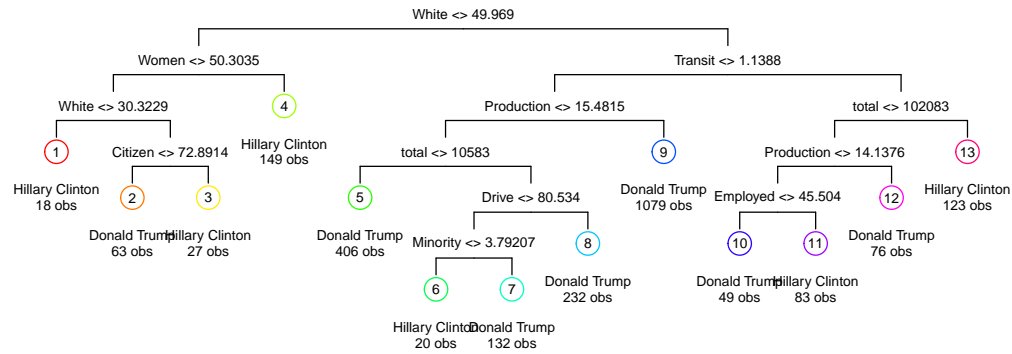 White <> 49.969
Women <> 50.3035
Transit <> 1.1388
White <> 30.3229
4
Production <> 15.4815
total <> 102083
Hillary Clinton
149 obs
1
Citizen <> 72.8914
total <> 10583
9
Production <> 14.1376
13
Hillary Clinton
18 obs
2
3
5
Drive <> 80.534
Donald Trump
1079 obs
Employed <> 45.504
12
Hillary Clinton
123 obs
Donald Trump
63 obs
Hillary Clinton
27 obs
Donald Trump
406 obs
Minority <> 3.79207
8
10
11
Donald Trump
76 obs
6
7
Donald Trump
232 obs
Donald Trump
49 obs
Hillary Clinton
83 obs
Hillary Clinton
20 obs
Donald Trump
132 obs